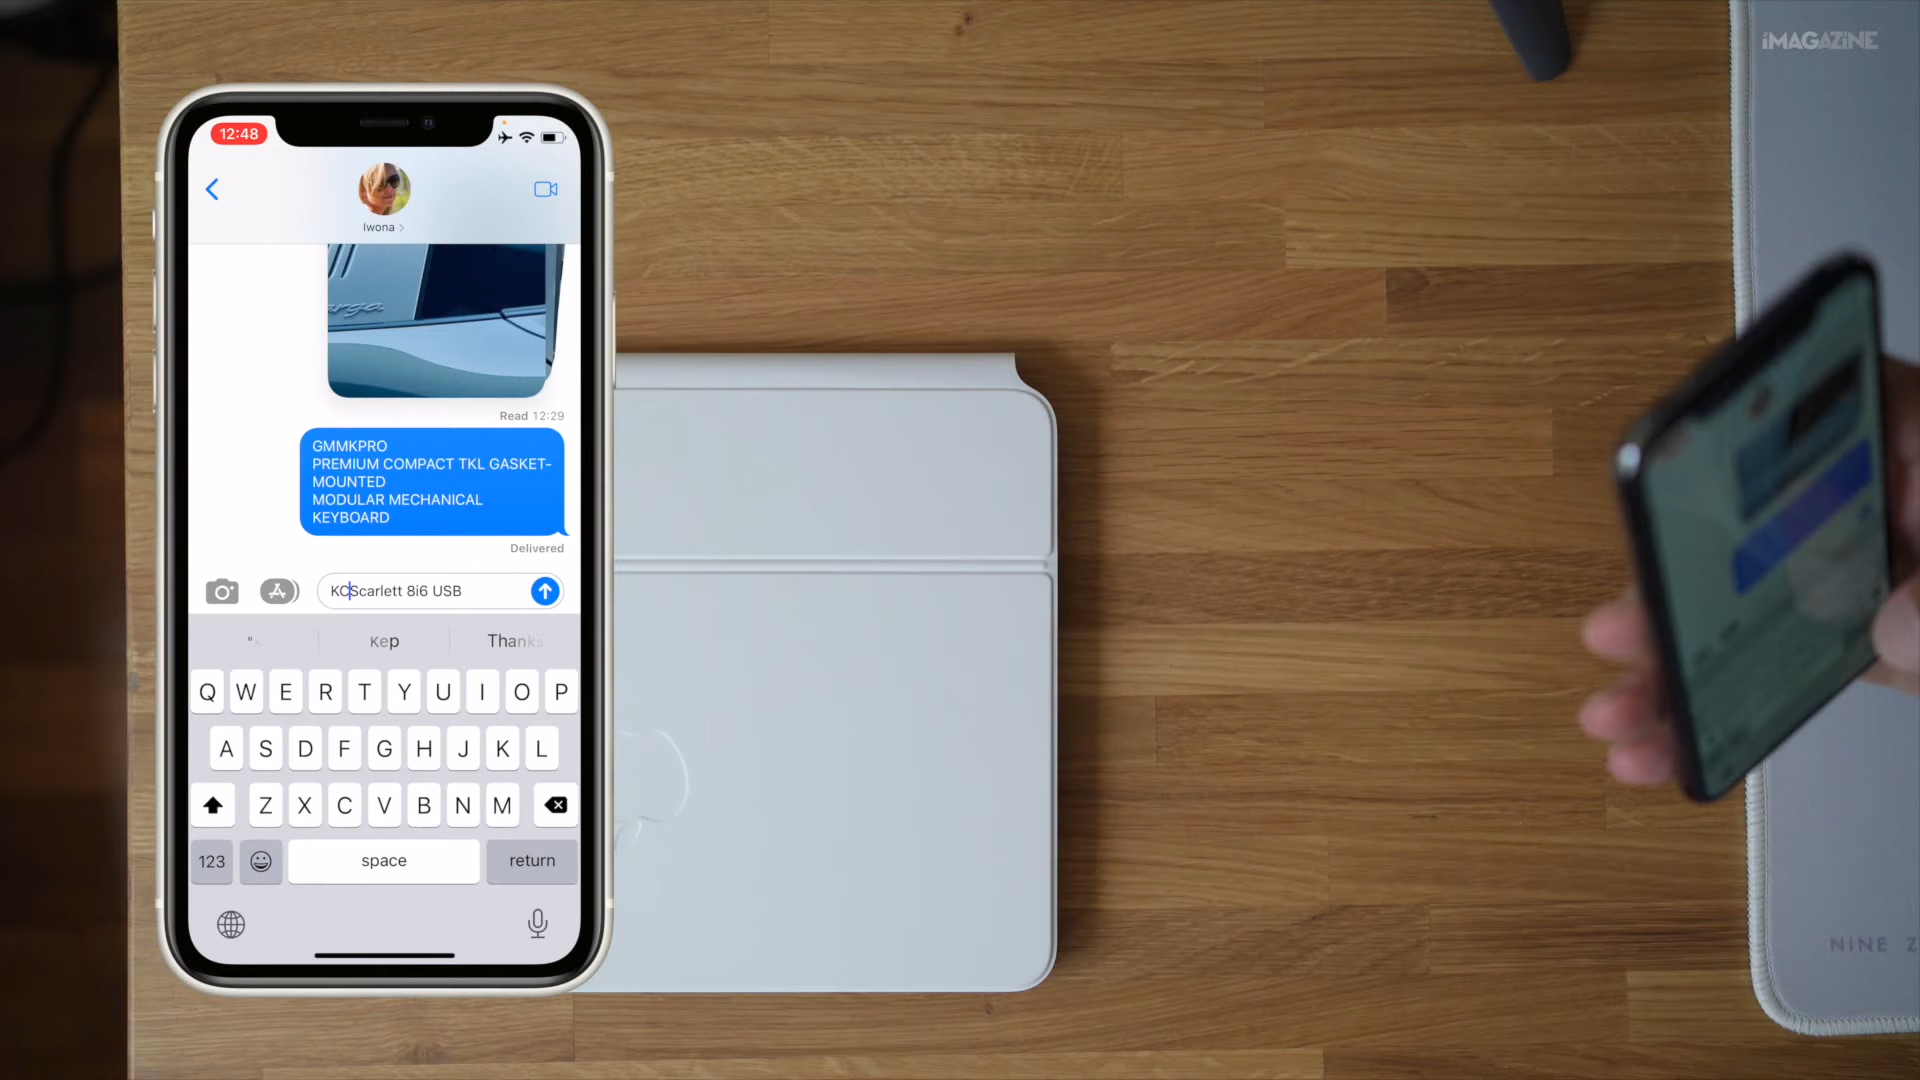 iMAGAZINE
12:48
Iwona
Read 12:29
GMMKPRO
PREMIUM COMPACT TKL GASKET-
MOUNTED
MODULAR MECHANICAL
KEYBOARD
Delivered
KCScarlett 8i6 USB
Kep
Thanks
Q W E R T Y U I O P
A S D F G H J K L
Z X C V B N M
123
space
return
NINE Z